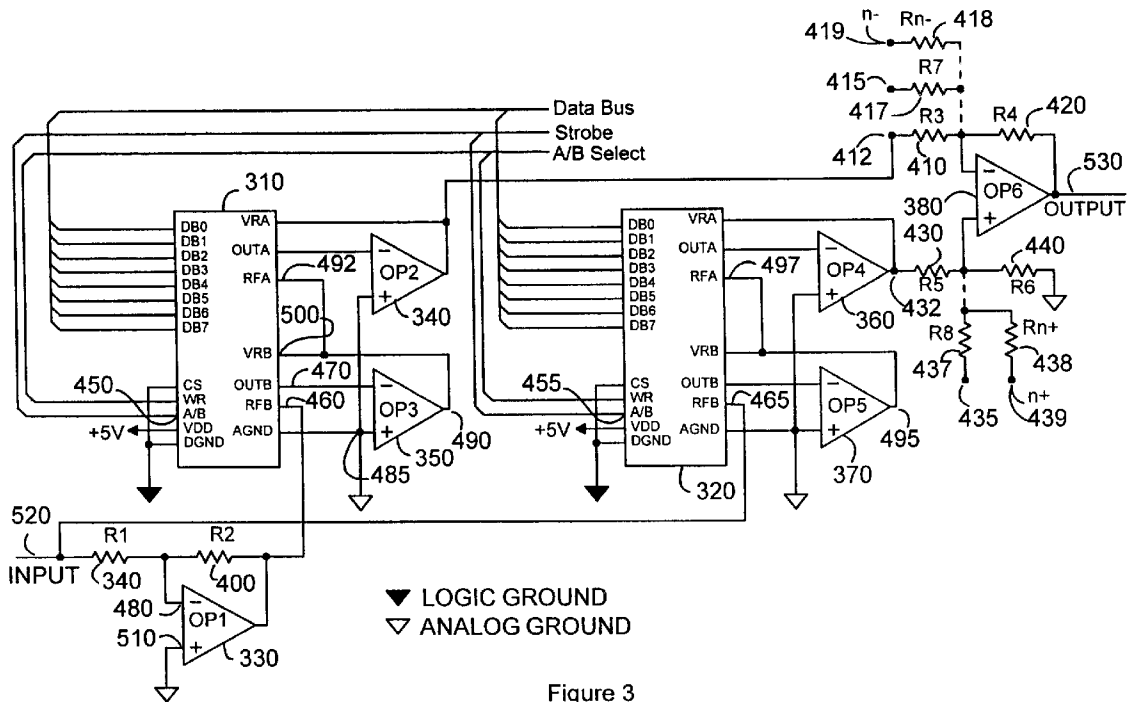 n- Rn- 418
419
415 R7
417
Data Bus
Strobe
A/B Select
R3 R4 420
412 410
530
OP6
380
OUTPUT
310
DB0
DB1
DB2
DB3
DB4
DB5
DB6
DB7
VRA
OUTA
RFA
492
500
VRB
OUTB
RFB
AGND
470
460
CS
WR
A/B
VDD
DGND
450
+5V
OP2
340
OP3
350
490
485
DB0
DB1
DB2
DB3
DB4
DB5
DB6
DB7
VRA
OUTA
RFA
497
VRB
OUTB
RFB
AGND
465
CS
WR
A/B
VDD
DGND
455
+5V
320
OP4
360
OP5
370
495
430
R5
432
440
R6
R8
437
435
Rn+
438
n+
439
520
INPUT
R1
340
R2
400
480
510
OP1
330
LOGIC GROUND
ANALOG GROUND
Figure 3